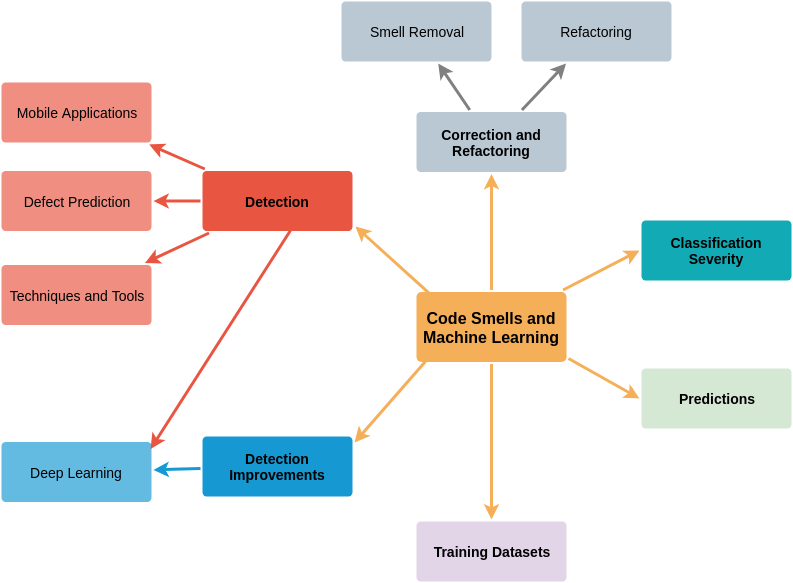 Smell Removal
Refactoring
Mobile Applications
Correction and
Refactoring
Detection
Defect Prediction
Classification
Severity
Techniques and Tools
Code Smells and
Machine Learning
Predictions
Detection
Improvements
Deep Learning
Training Datasets